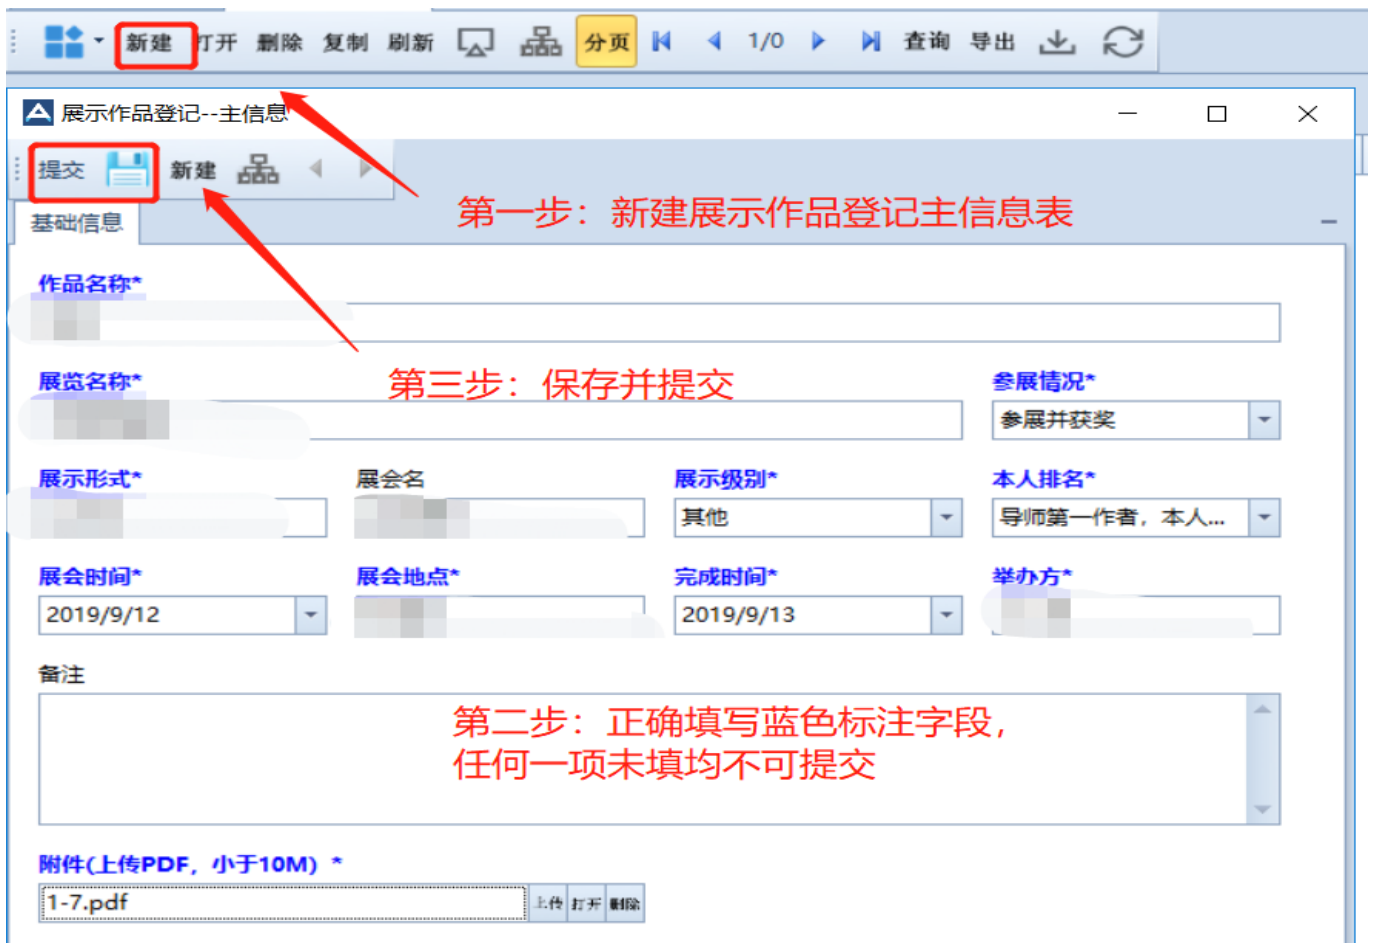 新建 打开 删除 复制 刷新 分页 1/0 查询 导出
展示作品登记--主信息
提交 新建
第一步：新建展示作品登记主信息表
基础信息
作品名称*
第三步：保存并提交
展览名称* 参展情况*
参展并获奖
展示形式* 展会名 展示级别* 本人排名*
其他 导师第一作者，本人...
展会时间* 展会地点* 完成时间* 举办方*
2019/9/12 2019/9/13
备注
第二步：正确填写蓝色标注字段，
任何一项未填均不可提交
附件(上传PDF，小于10M) *
1-7.pdf 上传 打开 删除